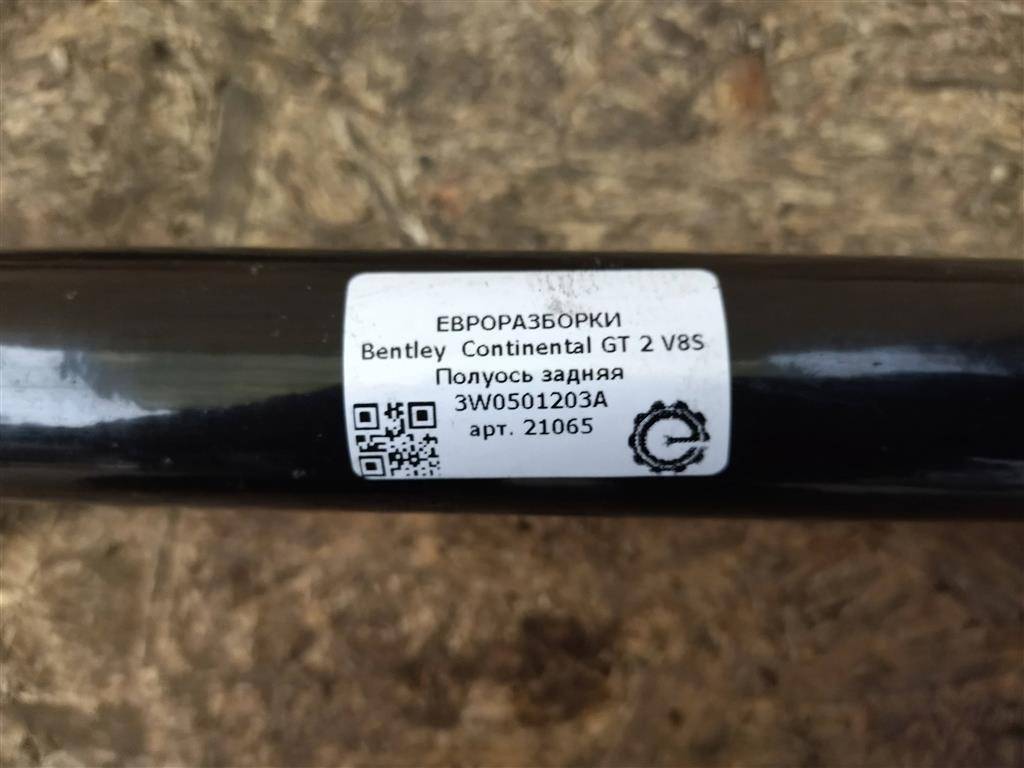 ЕВРОРАЗБОРКИ
Bentley Continental GT 2 V8S
Полуось задняя
3W0501203A
арт. 21065